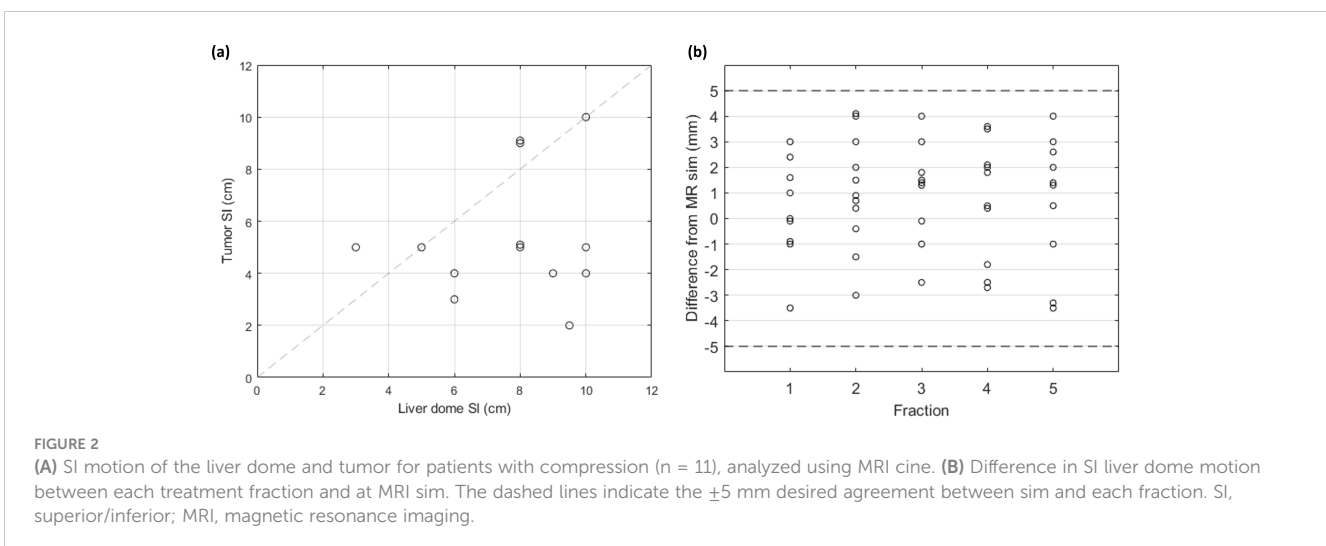 (a)
(b)
12
10
8
6
4
2
0
Tumor SI (cm)
0 2 4 6 8 10 12
Liver dome SI (cm)
5
4
3
2
1
0
-1
-2
-3
-4
-5
Difference from MR sim (mm)
1 2 3 4 5
Fraction
FIGURE 2
(A) SI motion of the liver dome and tumor for patients with compression (n = 11), analyzed using MRI cine. (B) Difference in SI liver dome motion
between each treatment fraction and at MRI sim. The dashed lines indicate the ±5 mm desired agreement between sim and each fraction. SI,
superior/inferior; MRI, magnetic resonance imaging.